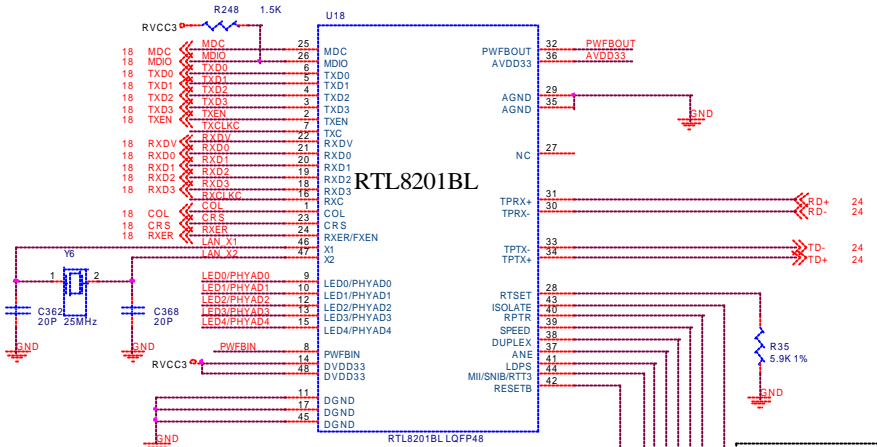 R248 1.5K
RVCC3
U18
18 MDC MDC 25 MDC
18 MDIO MDIO 26 MDIO
18 TXD0 TXD0 6 TXD0
18 TXD1 TXD1 5 TXD1
18 TXD2 TXD2 4 TXD2
18 TXD3 TXD3 3 TXD3
18 TXEN TXEN 2 TXEN
TXCLKC 7 TXC
18 RXDV RXDV 22 RXDV
18 RXD0 RXD0 21 RXD0
18 RXD1 RXD1 20 RXD1
18 RXD2 RXD2 19 RXD2
18 RXD3 RXD3 18 RXD3
RXCLKC 16 RXC
18 COL COL 1 COL
18 CRS CRS 23 CRS
18 RXER RXER 24 RXER/FXEN
LAN_X1 46 X1
LAN_X2 47 X2
LED0/PHYAD0 9 LED0/PHYAD0
LED1/PHYAD1 10 LED1/PHYAD1
LED2/PHYAD2 12 LED2/PHYAD2
LED3/PHYAD3 13 LED3/PHYAD3
LED4/PHYAD4 15 LED4/PHYAD4
PWFBIN 8 PWFBIN
RVCC3 14 DVDD33
48 DVDD33
11 DGND
17 DGND
45 DGND
GND
Y6
1 2
25MHz
C362
20P
GND
C368
20P
GND
RTL8201BL
PWFBOUT 32 PWFBOUT
AVDD33 36 AVDD33
AGND 29
AGND 35
GND
NC 27
TPRX+ 31 RD+ 24
TPRX- 30 RD- 24
TPTX- 33 TD- 24
TPTX+ 34 TD+ 24
RTSET 28
ISOLATE 43
RPTR 40
SPEED 39
DUPLEX 38
ANE 37
LDPS 41
MII/SNIB/RTT3 44
RESETB 42
R35
5.9K 1%
GND
RTL8201BL LQFP48